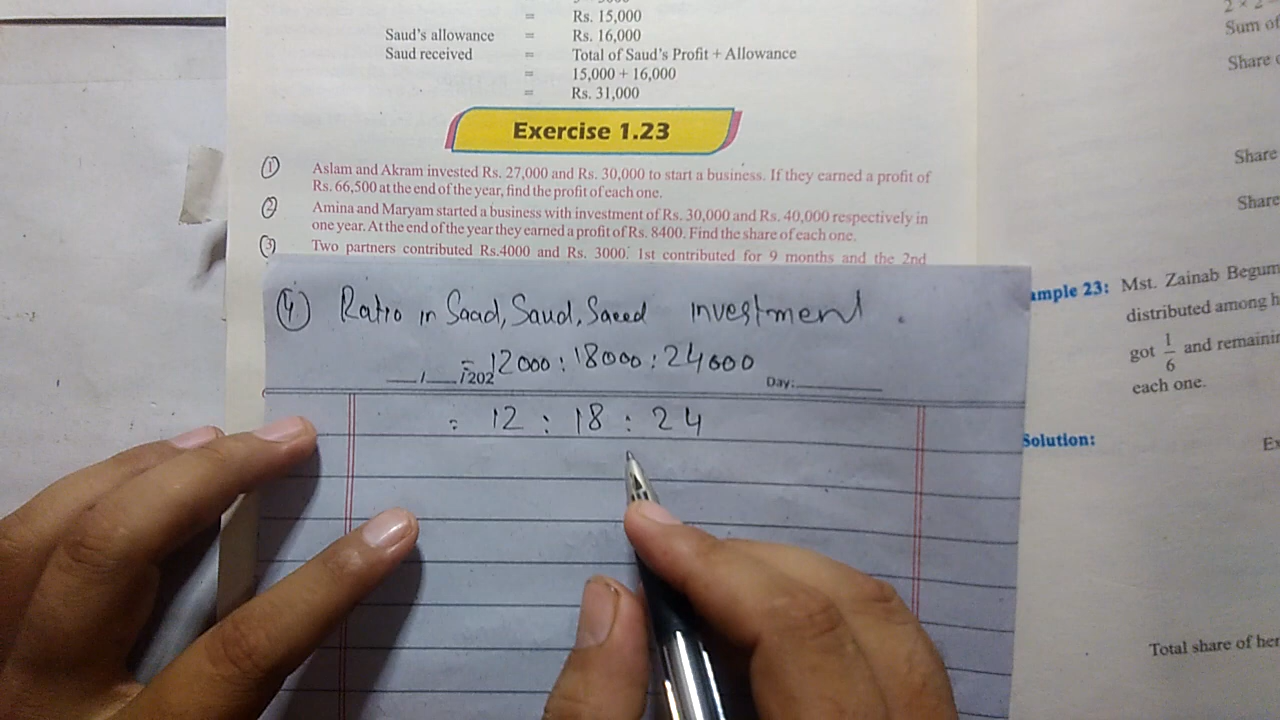 = Rs. 15,000
Saud's allowance = Rs. 16,000
Saud received = Total of Saud's Profit + Allowance
= 15,000 + 16,000
= Rs. 31,000
Exercise 1.23
① Aslam and Akram invested Rs. 27,000 and Rs. 30,000 to start a business. If they earned a profit of
Rs. 66,500 at the end of the year, find the profit of each one.
② Amina and Maryam started a business with investment of Rs. 30,000 and Rs. 40,000 respectively in
one year. At the end of the year they earned a profit of Rs. 8400. Find the share of each one.
③ Two partners contributed Rs.4000 and Rs. 3000. 1st contributed for 9 months and the 2nd
④ Ratio in Saad, Saud, Saeed investment.
= 12000 : 18000 : 24000
__/__/202 Day:
= 12 : 18 : 24
2 × 2
Sum of
Share
Share
Share
ample 23: Mst. Zainab Begum
distributed among h
got 1/6 and remainin
each one.
Solution:
Total share of her